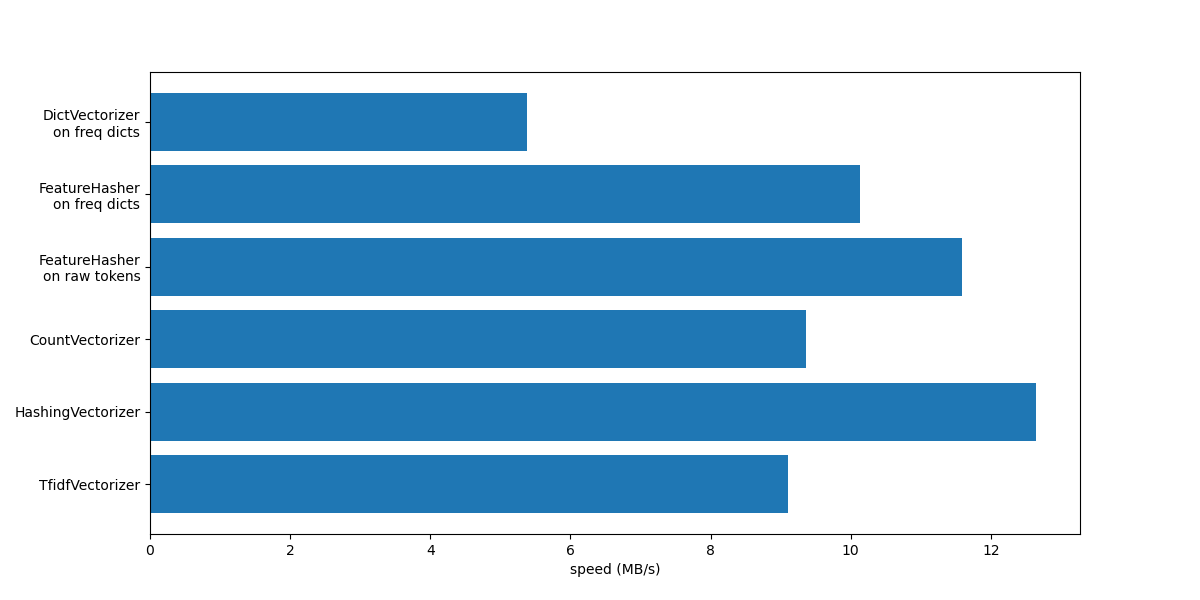 DictVectorizer
on freq dicts
FeatureHasher
on freq dicts
FeatureHasher
on raw tokens
CountVectorizer
HashingVectorizer
TfidfVectorizer
0 2 4 6 8 10 12
speed (MB/s)